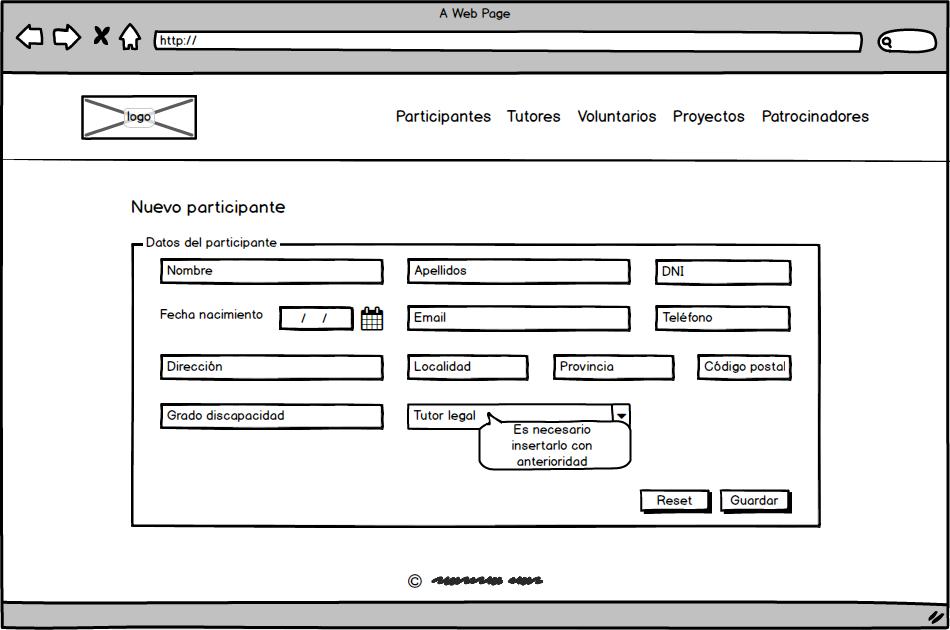 A Web Page
http://
logo
Participantes Tutores Voluntarios Proyectos Patrocinadores
Nuevo participante
Datos del participante
Nombre Apellidos DNI
Fecha nacimiento / / Email Teléfono
Dirección Localidad Provincia Código postal
Grado discapacidad Tutor legal
Es necesario
insertarlo con
anterioridad
Reset Guardar
©